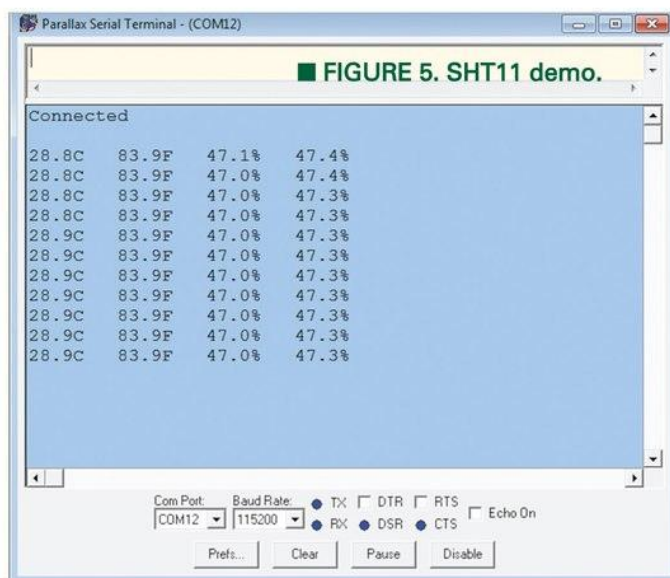 Parallax Serial Terminal - (COM12)
■ FIGURE 5. SHT11 demo.
Connected
28.8C 83.9F 47.1% 47.4%
28.8C 83.9F 47.0% 47.4%
28.8C 83.9F 47.0% 47.3%
28.8C 83.9F 47.0% 47.3%
28.9C 83.9F 47.0% 47.3%
28.9C 83.9F 47.0% 47.3%
28.9C 83.9F 47.0% 47.3%
28.9C 83.9F 47.0% 47.3%
28.9C 83.9F 47.0% 47.3%
28.9C 83.9F 47.0% 47.3%
28.9C 83.9F 47.0% 47.3%
Com Port: Baud Rate: TX DTR RTS
COM12 115200 RX DSR CTS Echo On
Prefs... Clear Pause Disable